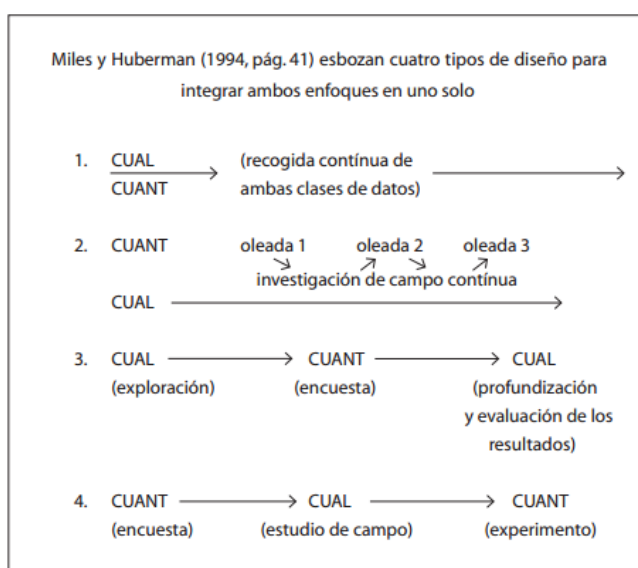 Miles y Huberman (1994, pág. 41) esbozan cuatro tipos de diseño para
integrar ambos enfoques en uno solo
1. CUAL (recogida contínua de
CUANT ambas clases de datos)
2. CUANT oleada 1 oleada 2 oleada 3
investigación de campo contínua
CUAL
3. CUAL CUANT CUAL
(exploración) (encuesta) (profundización
y evaluación de los
resultados)
4. CUANT CUAL CUANT
(encuesta) (estudio de campo) (experimento)